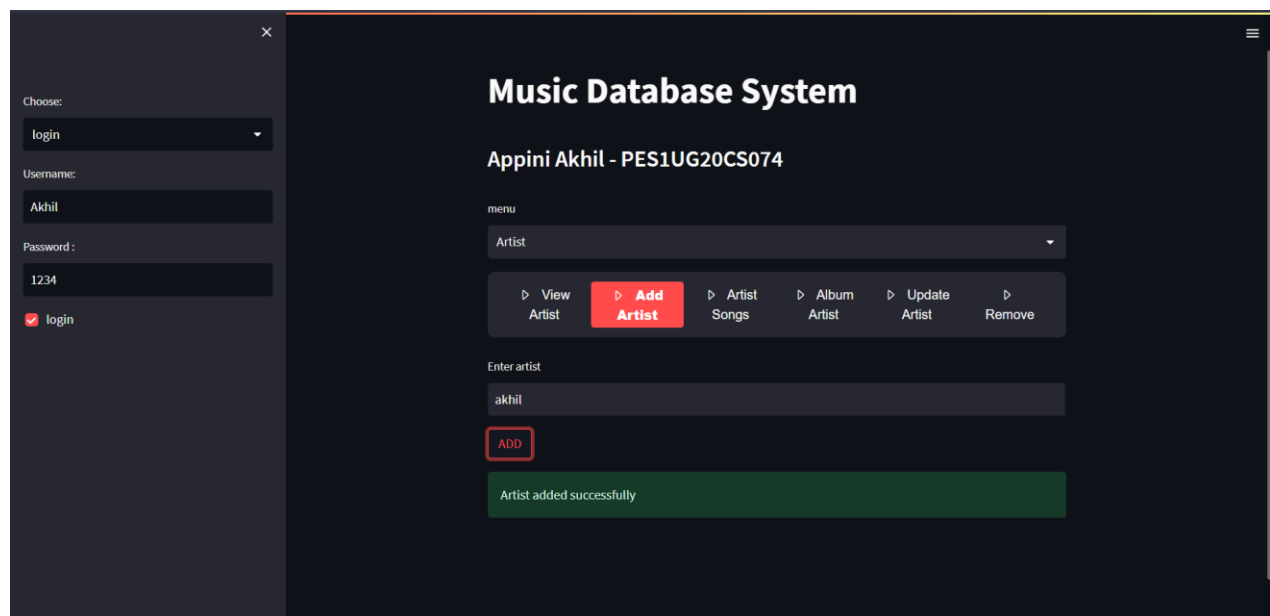 Choose:
login
Username:
Akhil
Password :
1234
login
Music Database System
Appini Akhil - PES1UG20CS074
menu
Artist
View Artist
Add Artist
Artist Songs
Album Artist
Update Artist
Remove
Enter artist
akhil
ADD
Artist added successfully